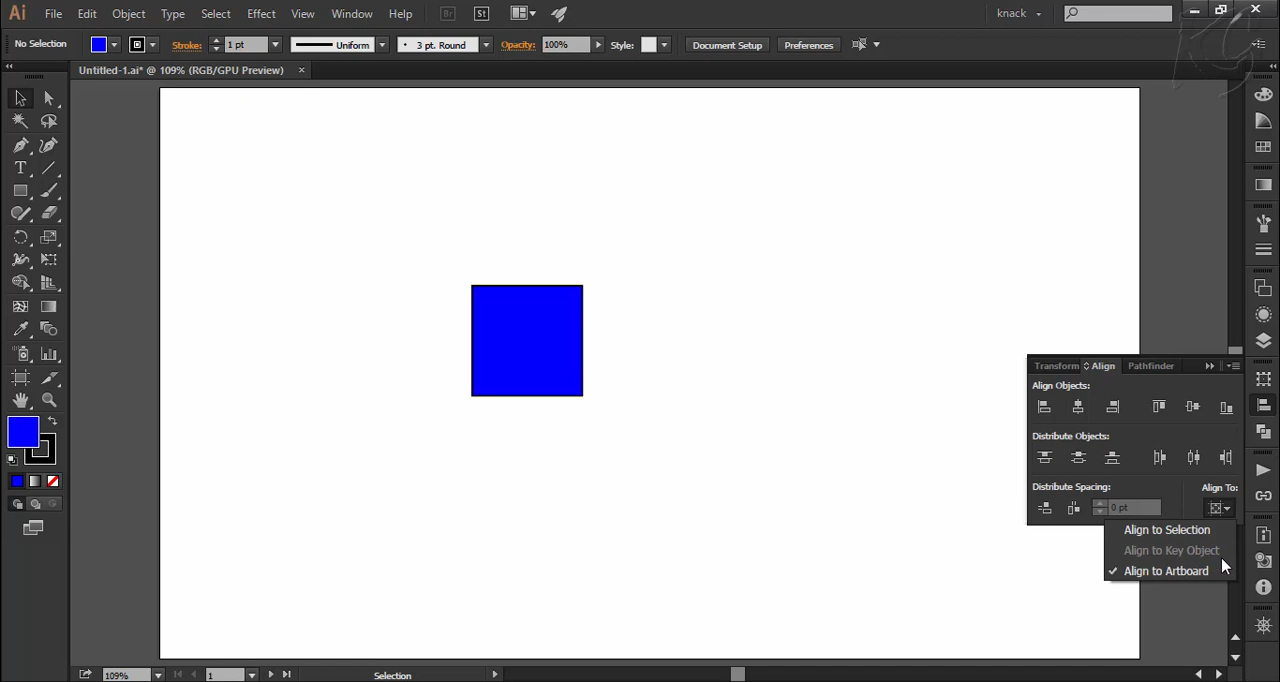 Ai File Edit Object Type Select Effect View Window Help Br St knack
No Selection Stroke: 1 pt Uniform 3 pt. Round Opacity: 100% Style: Document Setup Preferences
Untitled-1.ai* @ 109% (RGB/GPU Preview) ×
T
Transform Align Pathfinder
Align Objects:
Distribute Objects:
Distribute Spacing: Align To:
0 pt
Align to Selection
Align to Key Object
✓ Align to Artboard
109% 1 Selection